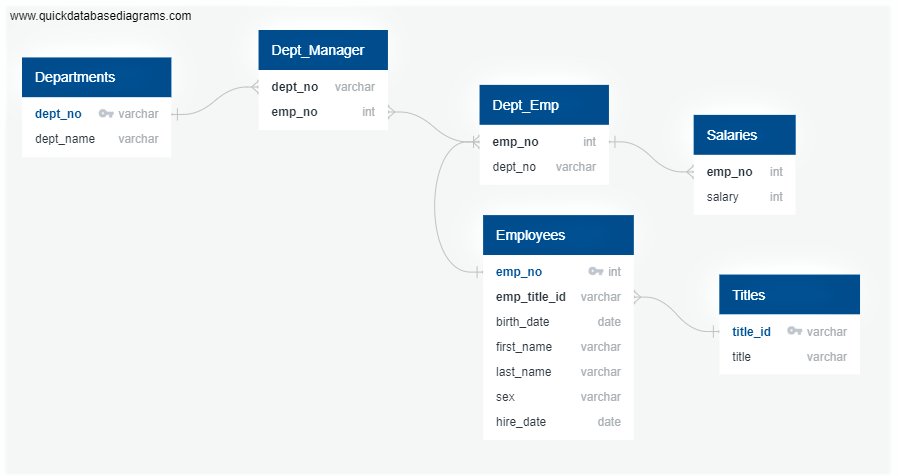 www.quickdatabasediagrams.com
Departments
dept_no varchar
dept_name varchar
Dept_Manager
dept_no varchar
emp_no int
Dept_Emp
emp_no int
dept_no varchar
Salaries
emp_no int
salary int
Employees
emp_no int
emp_title_id varchar
birth_date date
first_name varchar
last_name varchar
sex varchar
hire_date date
Titles
title_id varchar
title varchar